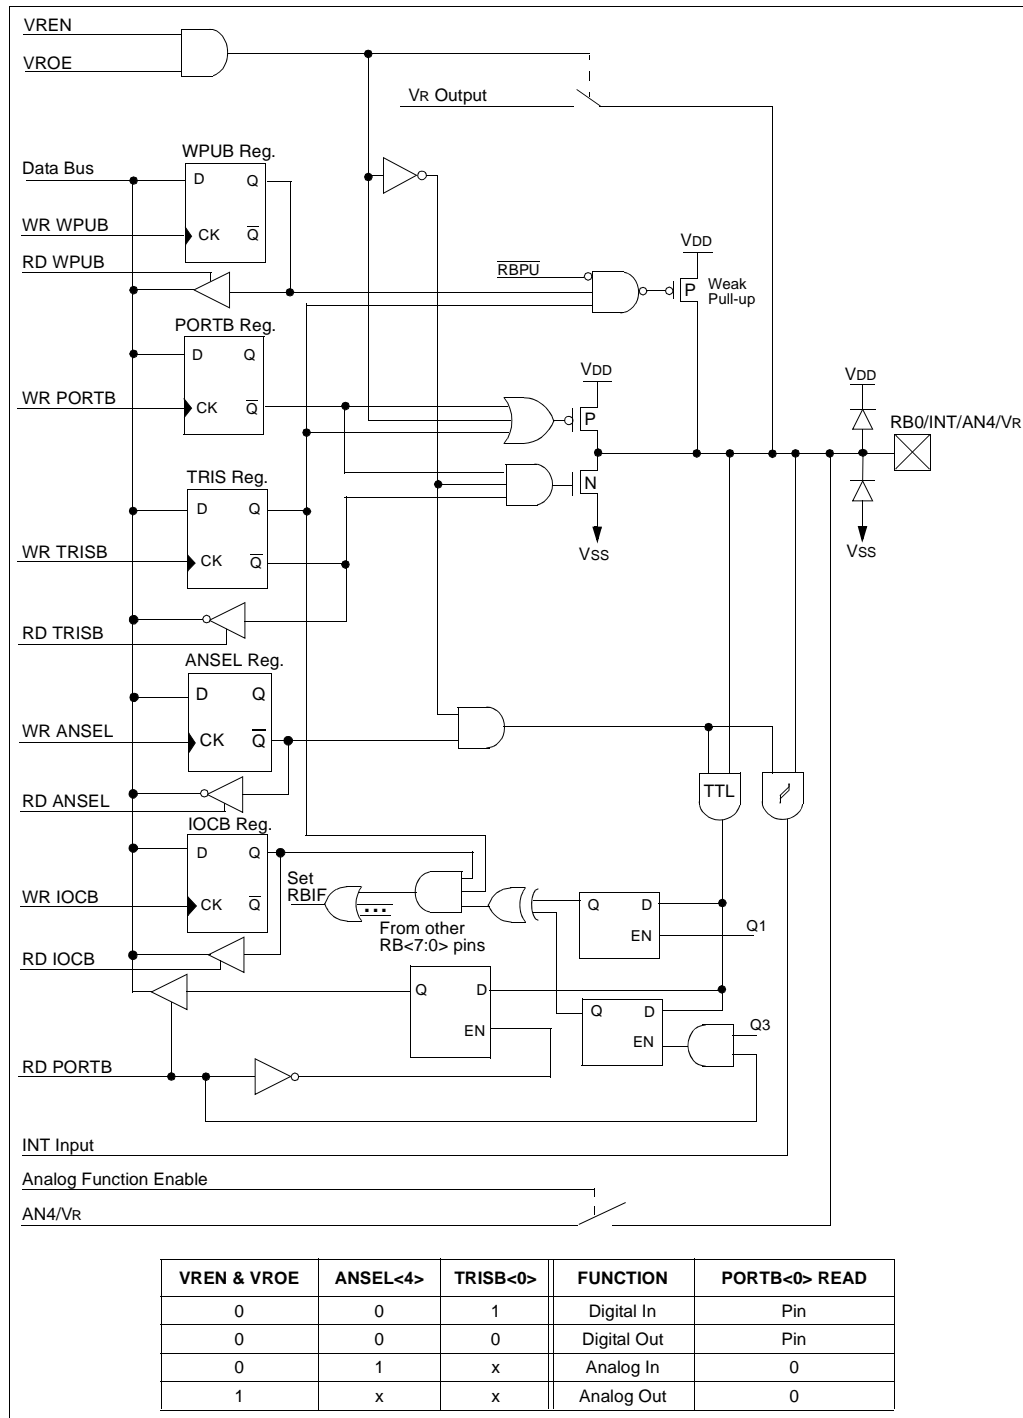 VREN
VROE
VR Output
WPUB Reg.
Data Bus
D Q
WR WPUB
CK Q
RD WPUB
RBPU
VDD
P
Weak
Pull-up
PORTB Reg.
D Q
WR PORTB
CK Q
VDD
P
VDD
RB0/INT/AN4/VR
TRIS Reg.
D Q
N
WR TRISB
CK Q
VSS
VSS
RD TRISB
ANSEL Reg.
D Q
WR ANSEL
CK Q
RD ANSEL
TTL
IOCB Reg.
D Q
WR IOCB
CK Q
Set
RBIF
...
From other
RB<7:0> pins
Q D
EN
Q1
RD IOCB
Q D
EN
Q D
EN
Q3
RD PORTB
INT Input
Analog Function Enable
AN4/VR
VREN & VROE ANSEL<4> TRISB<0> FUNCTION PORTB<0> READ
0 0 1 Digital In Pin
0 0 0 Digital Out Pin
0 1 x Analog In 0
1 x x Analog Out 0